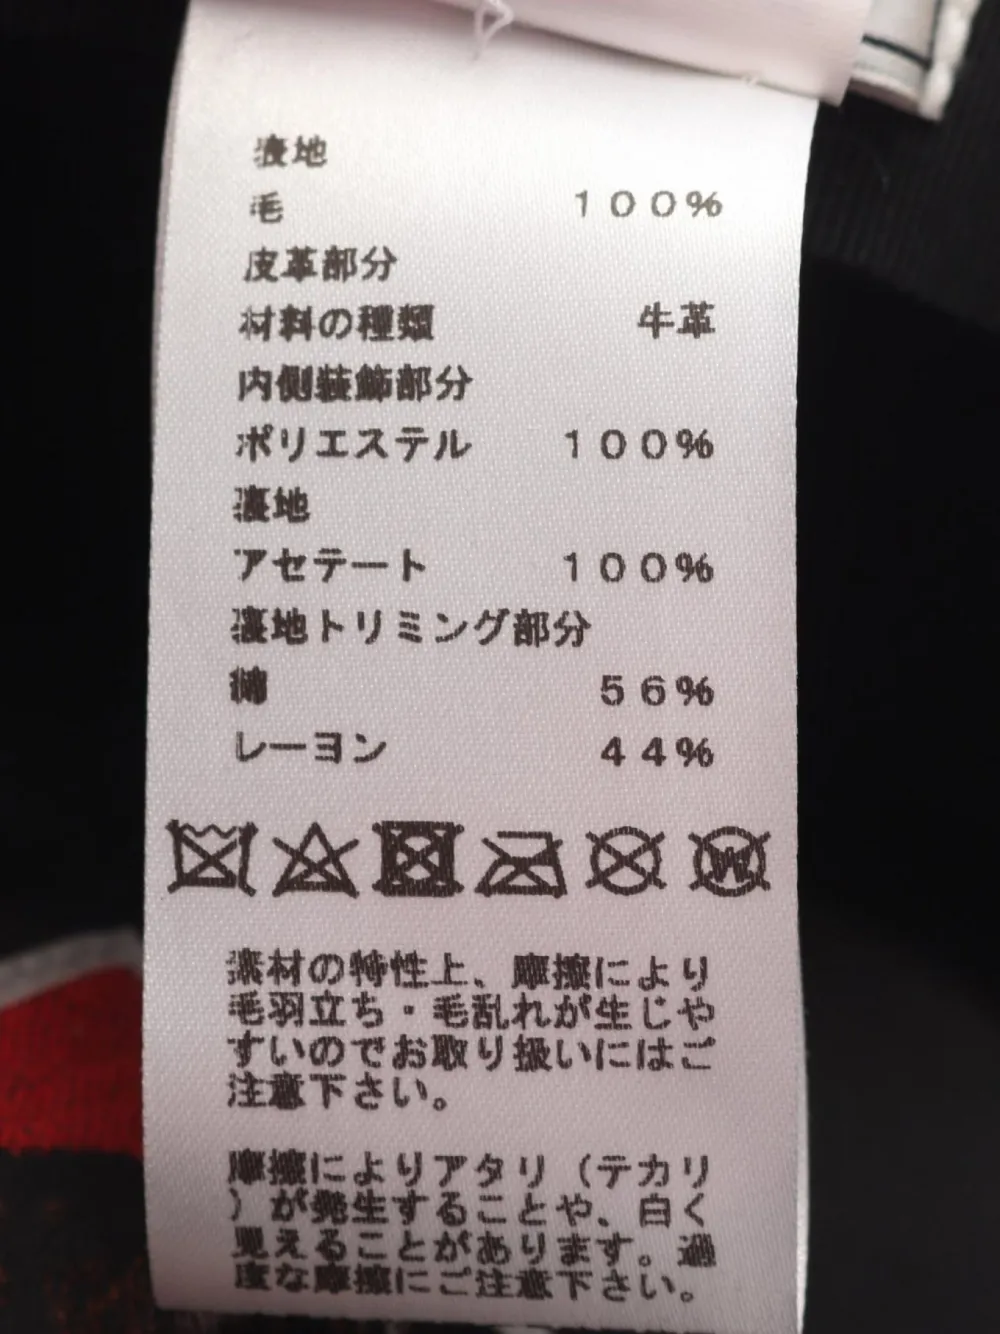 表地
毛 100%
皮革部分
材料の種類 牛革
内側装飾部分
ポリエステル 100%
裏地
アセテート 100%
裏地トリミング部分
綿 56%
レーヨン 44%
W
素材の特性上、摩擦により
毛羽立ち・毛乱れが生じや
すいのでお取り扱いにはご
注意下さい。
摩擦によりアタリ（テカリ
）が発生することや、白く
見えることがあります。過
度な摩擦にご注意下さい。